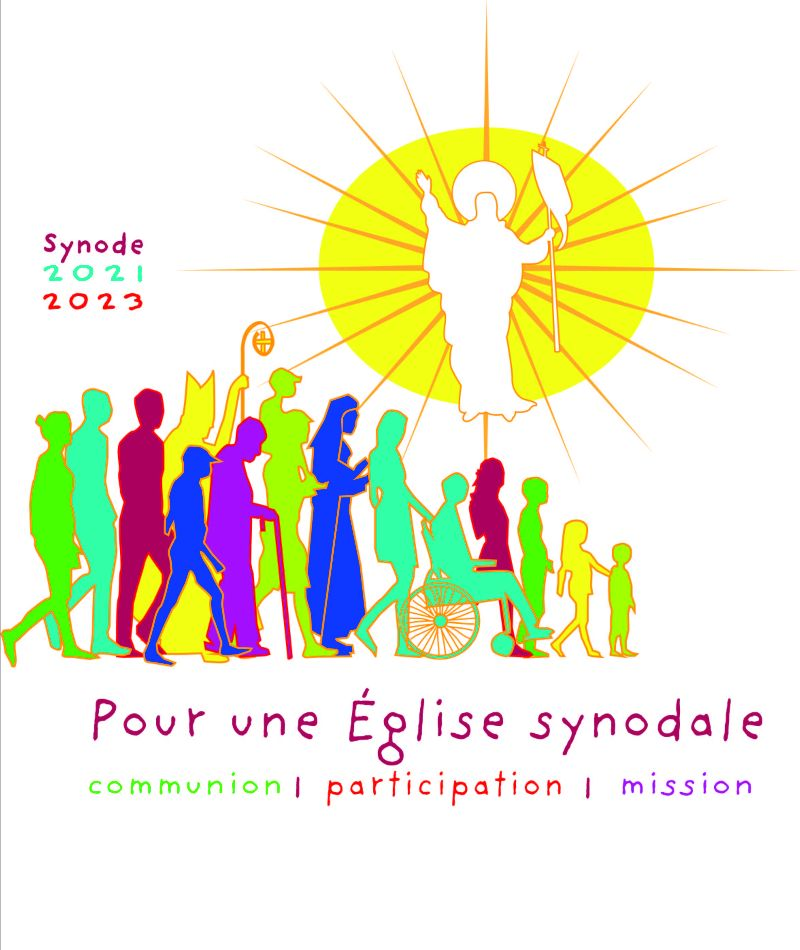 Synode
2021
2023
Pour une Église synodale
communion | participation | mission